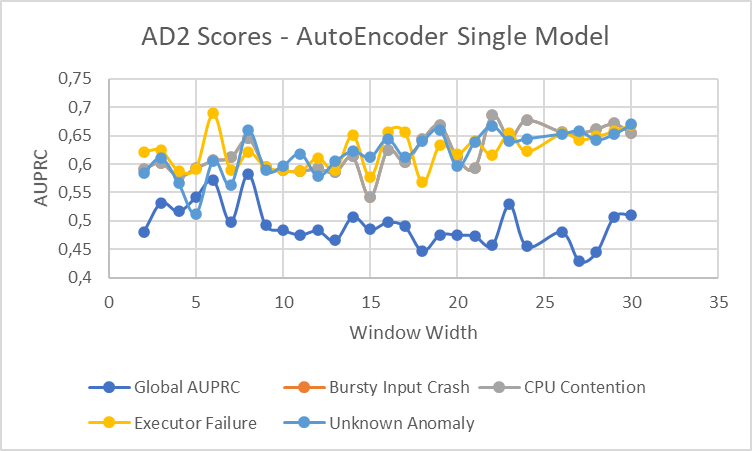 AD2 Scores - AutoEncoder Single Model
0,75
0,7
0,65
0,6
0,55
0,5
0,45
0,4
AUPRC
0 5 10 15 20 25 30 35
Window Width
Global AUPRC Bursty Input Crash CPU Contention
Executor Failure Unknown Anomaly